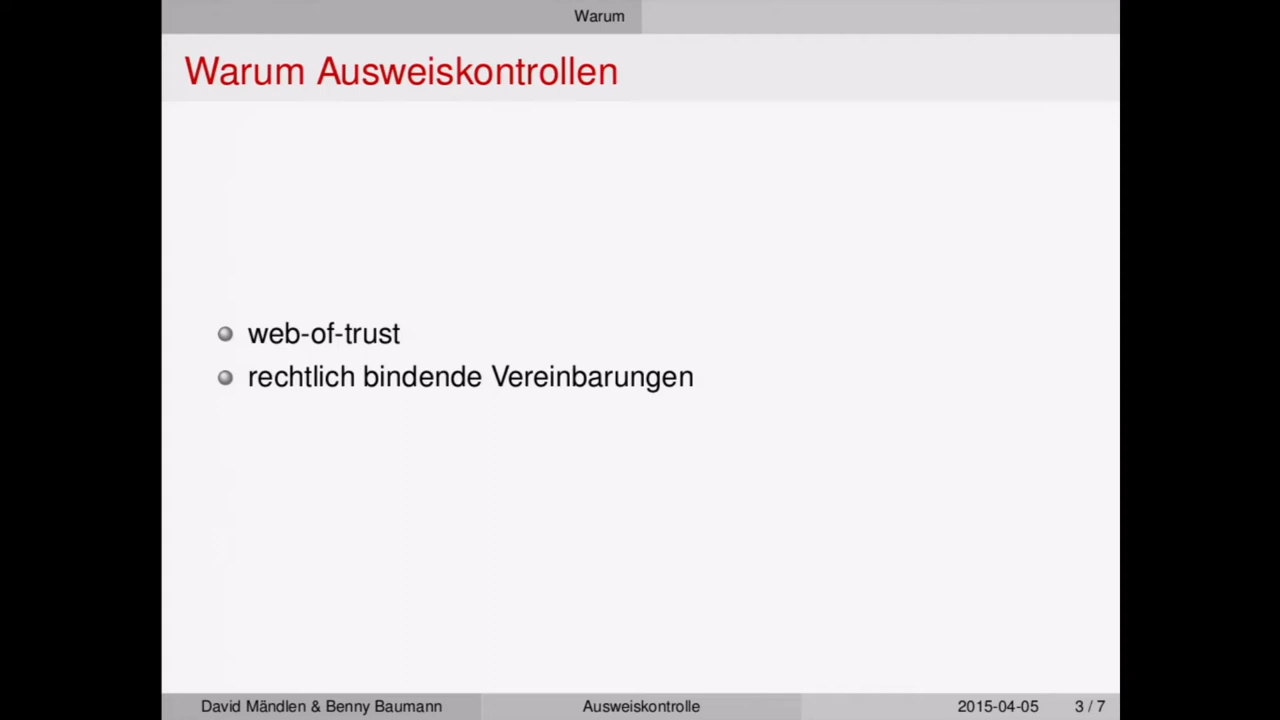 Warum
Warum Ausweiskontrollen
web-of-trust
rechtlich bindende Vereinbarungen
David Mändlen & Benny Baumann Ausweiskontrolle 2015-04-05 3 / 7